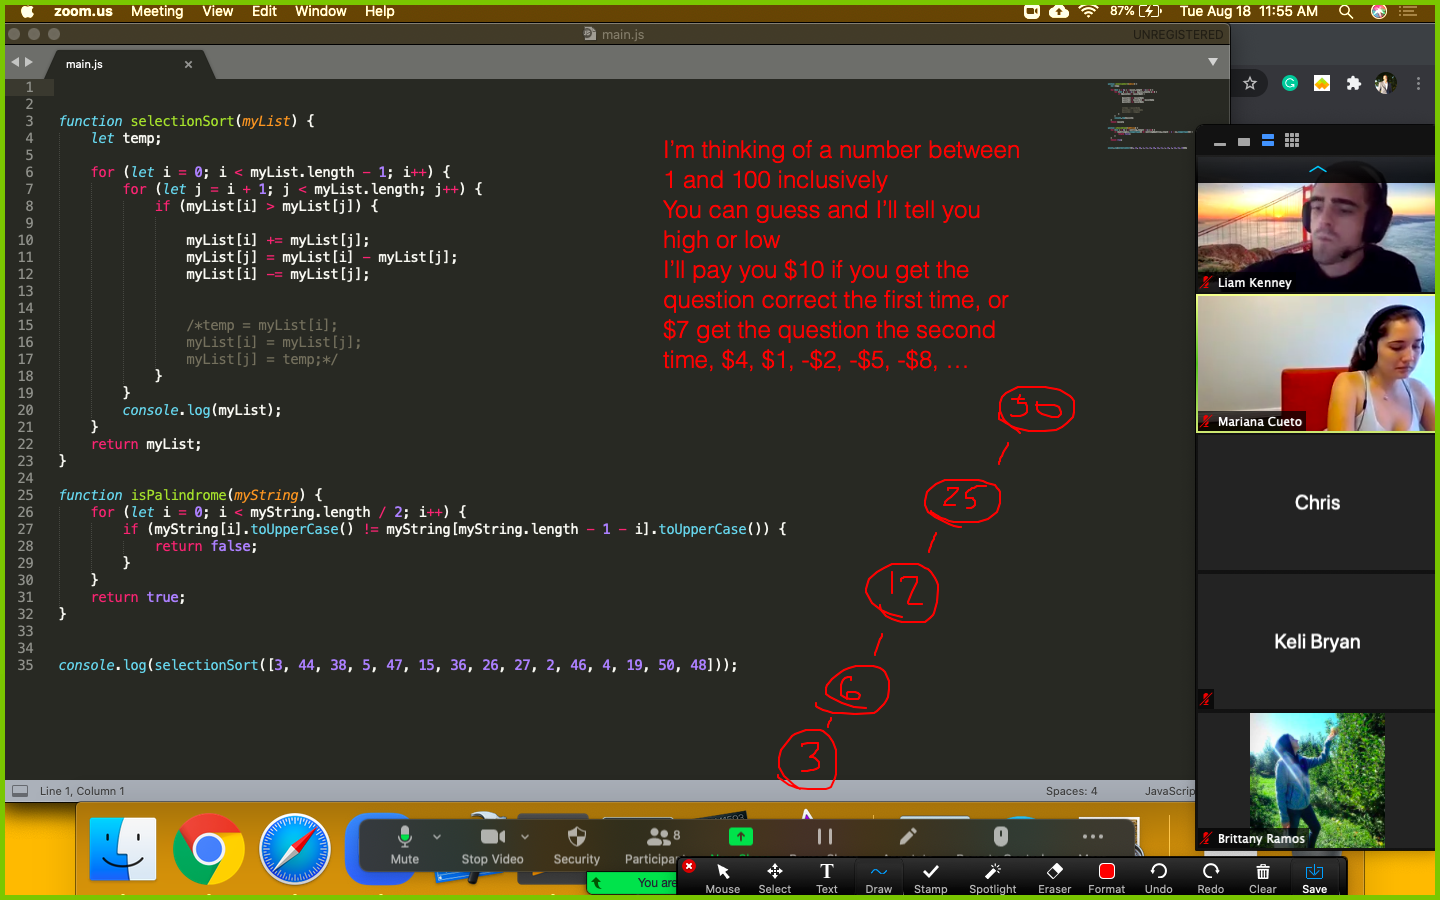 zoom.us Meeting View Edit Window Help 87% Tue Aug 18 11:55 AM
main.js UNREGISTERED
main.js
1
2
3 function selectionSort(myList) {
4 let temp;
5
6 for (let i = 0; i < myList.length - 1; i++) {
7 for (let j = i + 1; j < myList.length; j++) {
8 if (myList[i] > myList[j]) {
9
10 myList[i] += myList[j];
11 myList[j] = myList[i] - myList[j];
12 myList[i] -= myList[j];
13
14
15 /*temp = myList[i];
16 myList[i] = myList[j];
17 myList[j] = temp;*/
18 }
19 }
20 console.log(myList);
21 }
22 return myList;
23 }
24
25 function isPalindrome(myString) {
26 for (let i = 0; i < myString.length / 2; i++) {
27 if (myString[i].toUpperCase() != myString[myString.length - 1 - i].toUpperCase()) {
28 return false;
29 }
30 }
31 return true;
32 }
33
34
35 console.log(selectionSort([3, 44, 38, 5, 47, 15, 36, 26, 27, 2, 46, 4, 19, 50, 48]));
I'm thinking of a number between
1 and 100 inclusively
You can guess and I'll tell you
high or low
I'll pay you $10 if you get the
question correct the first time, or
$7 get the question the second
time, $4, $1, -$2, -$5, -$8, ...
50
25
12
6
3
Liam Kenney
Mariana Cueto
Chris
Keli Bryan
Brittany Ramos
Line 1, Column 1 Spaces: 4 JavaScrip
Mute Stop Video Security Participa 8
You are
Mouse Select Text Draw Stamp Spotlight Eraser Format Undo Redo Clear Save